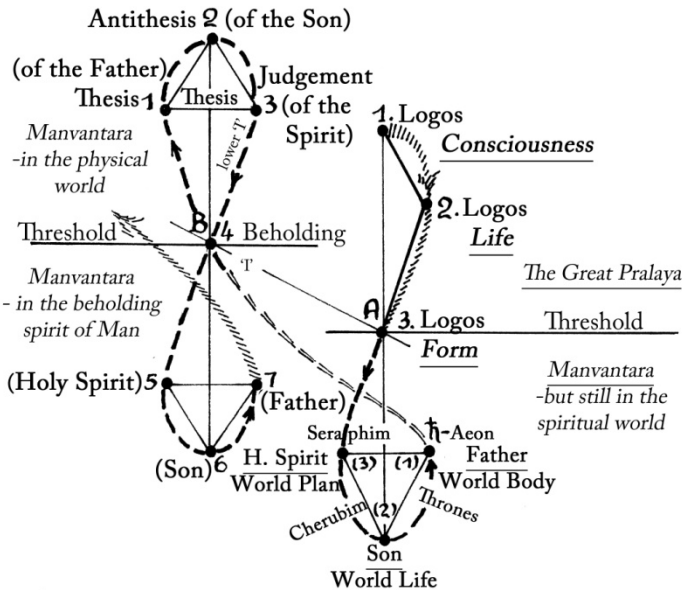 Antithesis 2 (of the Son)
(of the Father)
Thesis 1
Thesis
Judgement
3 (of the
Spirit)
Manvantara
-in the physical
world
lower 'I'
B
Threshold
4 Beholding
'I'
Manvantara
- in the beholding
spirit of Man
(Holy Spirit) 5
7
(Father)
(Son) 6
1. Logos
Consciousness
2. Logos
Life
The Great Pralaya
A
3. Logos
Threshold
Form
Manvantara
-but still in the
spiritual world
Seraphim
ħ-Aeon
H. Spirit
World Plan
(3)
(1)
Father
World Body
(2)
Cherubim
Thrones
Son
World Life